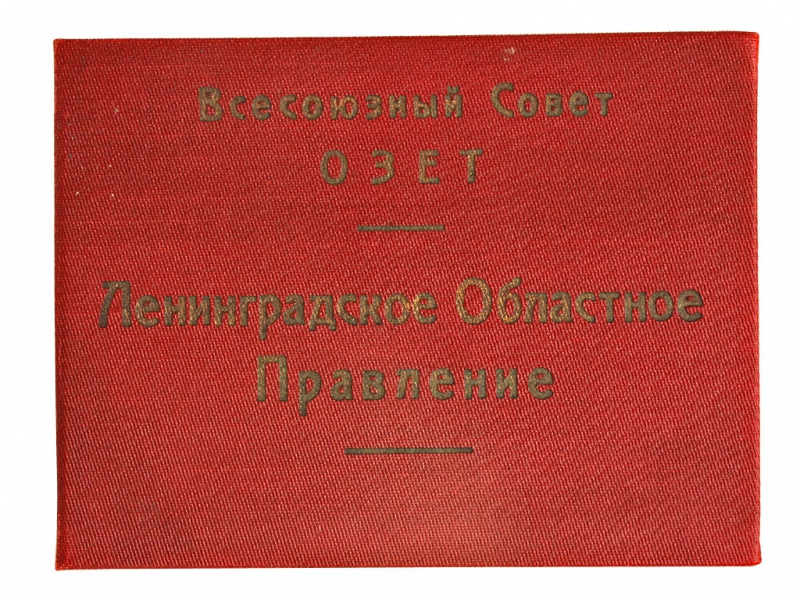 Всесоюзный Совет
ОЗЕТ
Ленинградское Областное
Правление